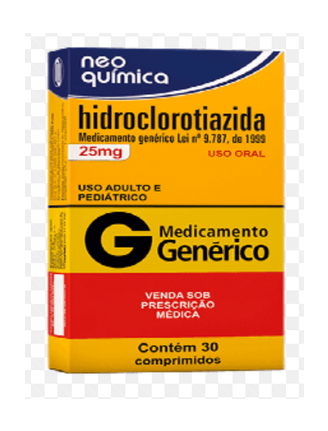 neo
química
hidroclorotiazida
Medicamento genérico Lei nº 9.787, de 1999
25mg
USO ORAL
USO ADULTO E
PEDIÁTRICO
G
Medicamento
Genérico
VENDA SOB
PRESCRIÇÃO
MÉDICA
Contém 30
comprimidos